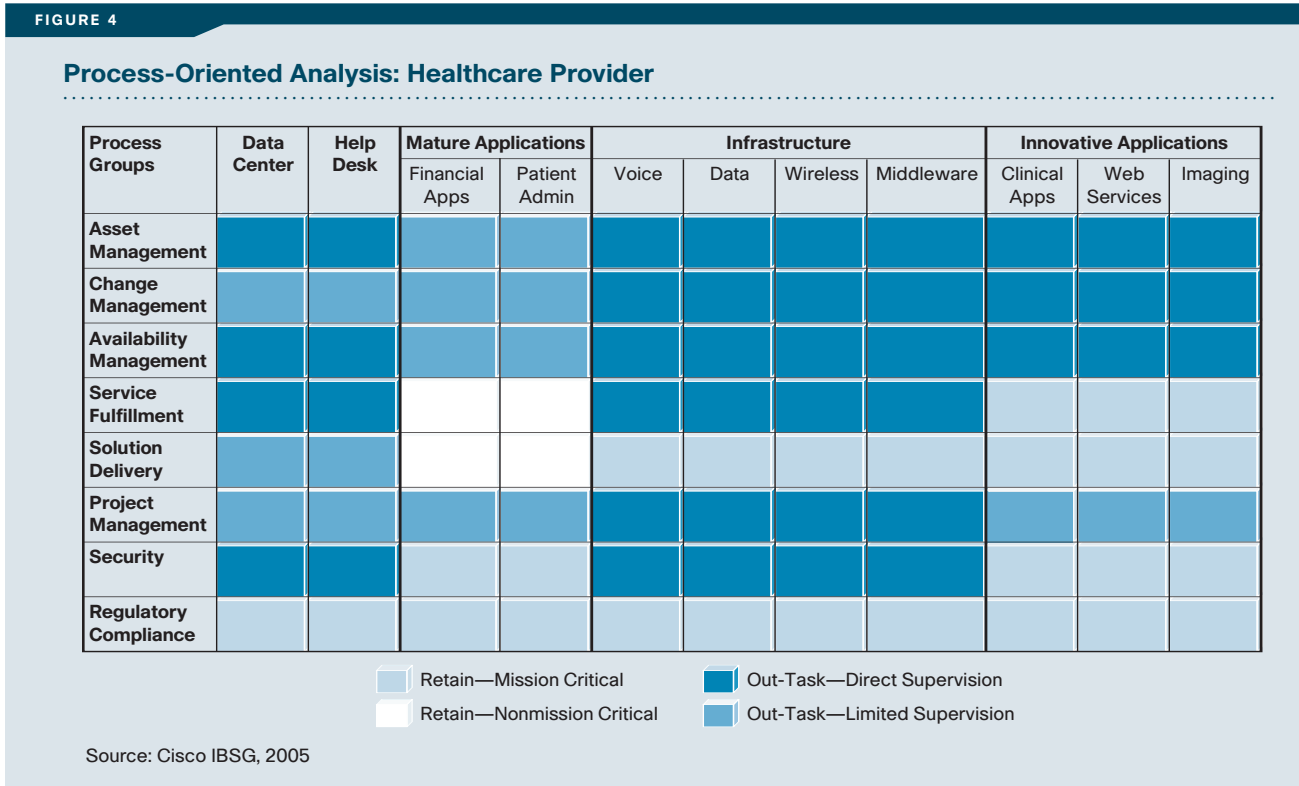 FIGURE 4
Process-Oriented Analysis: Healthcare Provider
Process Groups
Data Center
Help Desk
Mature Applications
Infrastructure
Innovative Applications
Financial Apps
Patient Admin
Voice
Data
Wireless
Middleware
Clinical Apps
Web Services
Imaging
Asset
Management
Change
Management
Availability
Management
Service
Fulfillment
Solution
Delivery
Project
Management
Security
Regulatory
Compliance
Retain—Mission Critical
Out-Task—Direct Supervision
Retain—Nonmission Critical
Out-Task—Limited Supervision
Source: Cisco IBSG, 2005